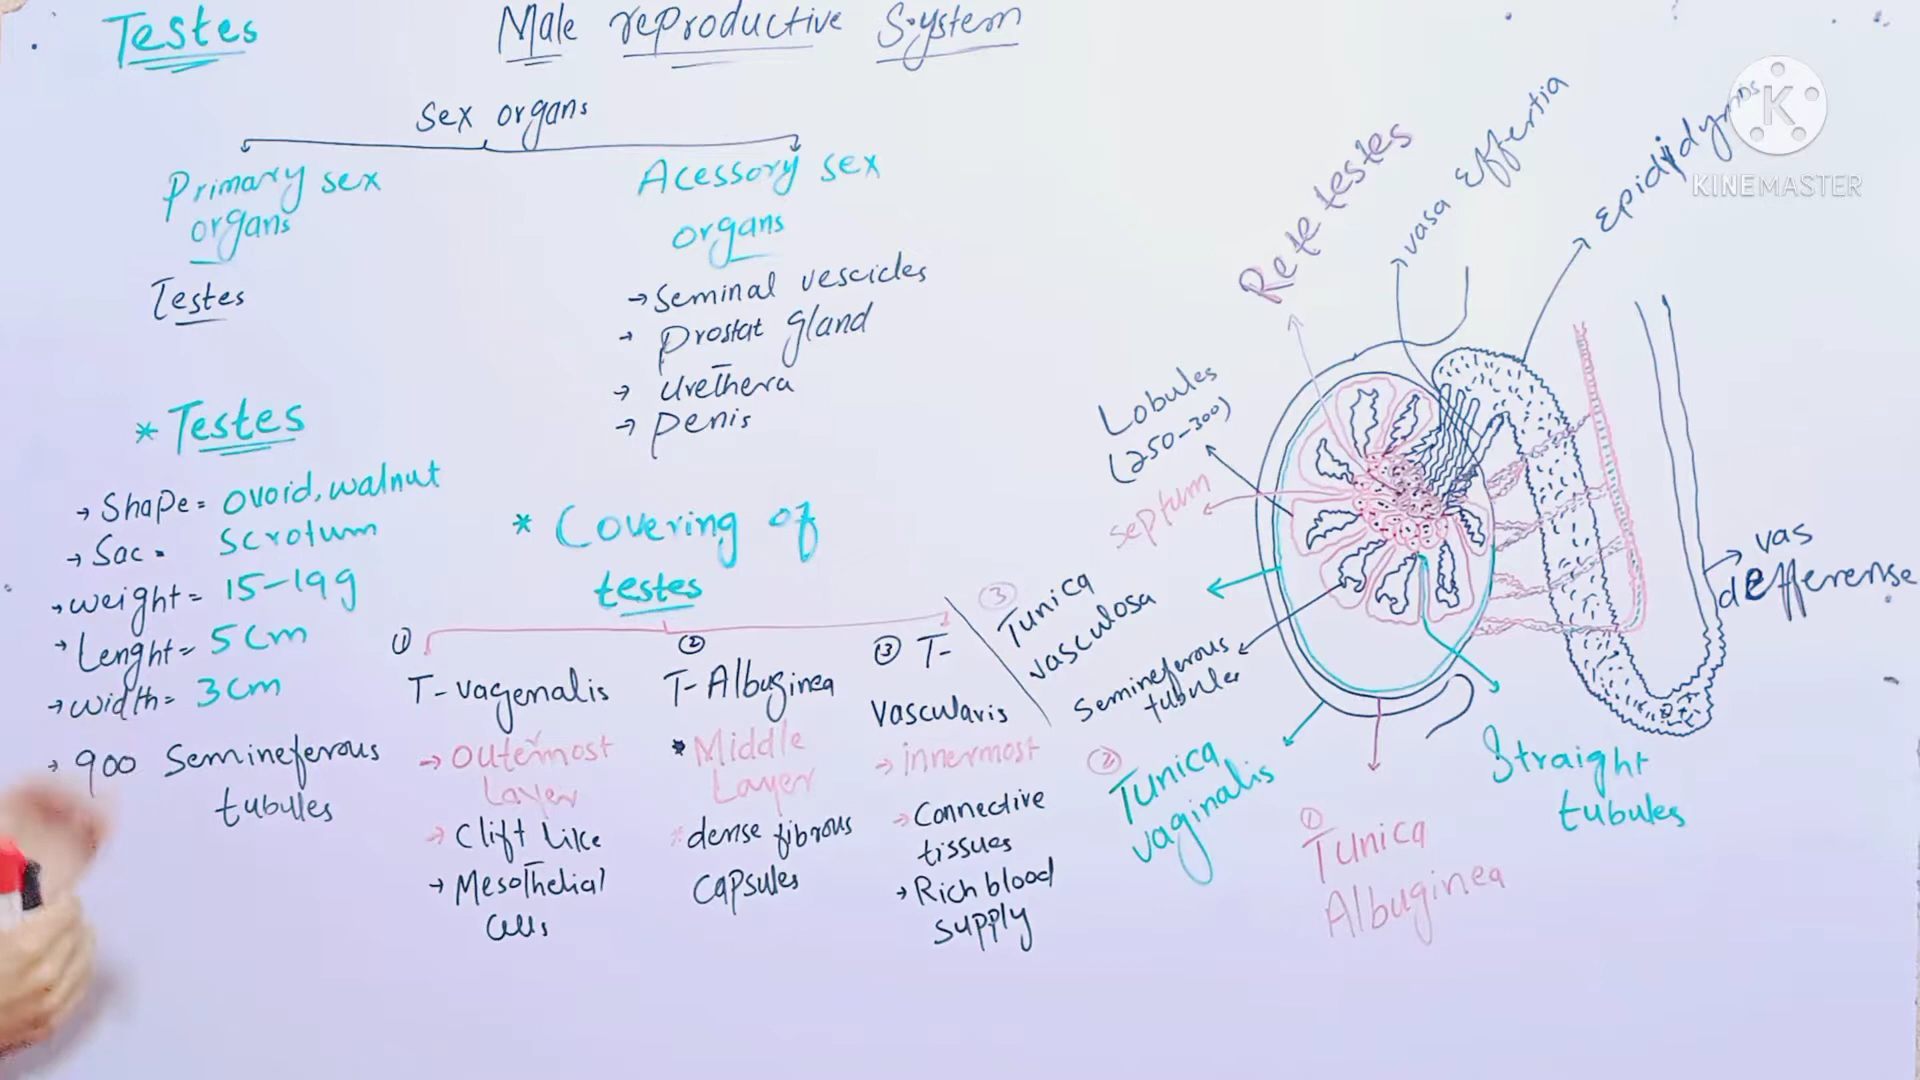 Testes
Male reproductive System
Sex organs
Primary sex
organs
Testes
Acessory sex
organs
→ Seminal vescicles
→ prostat gland
→ urethera
→ penis
* Testes
→ Shape = ovoid, walnut
→ Sac = Scrotum
→ weight = 15-19g
→ Lenght = 5 Cm
→ width = 3 Cm
→ 900 Semineferous
tubules
* Covering of
testes
① T-vagenalis
→ outermost
Layer
→ Clift Like
→ Mesothelial
Cells
② T-Albuginea
* Middle
Layer
* dense fibrous
capsules
③ T-
Vascularis
→ innermost
→ Connective
tissues
→ Rich blood
supply
Rete testes
vasa Effertia
Epididymis
Lobules
(250-300)
septum
③
Tunica
vasculosa
Semineferous
tubules
②
Tunica
vaginalis
①
Tunica
Albuginea
Straight
tubules
vas
defferense
K
KINEMASTER